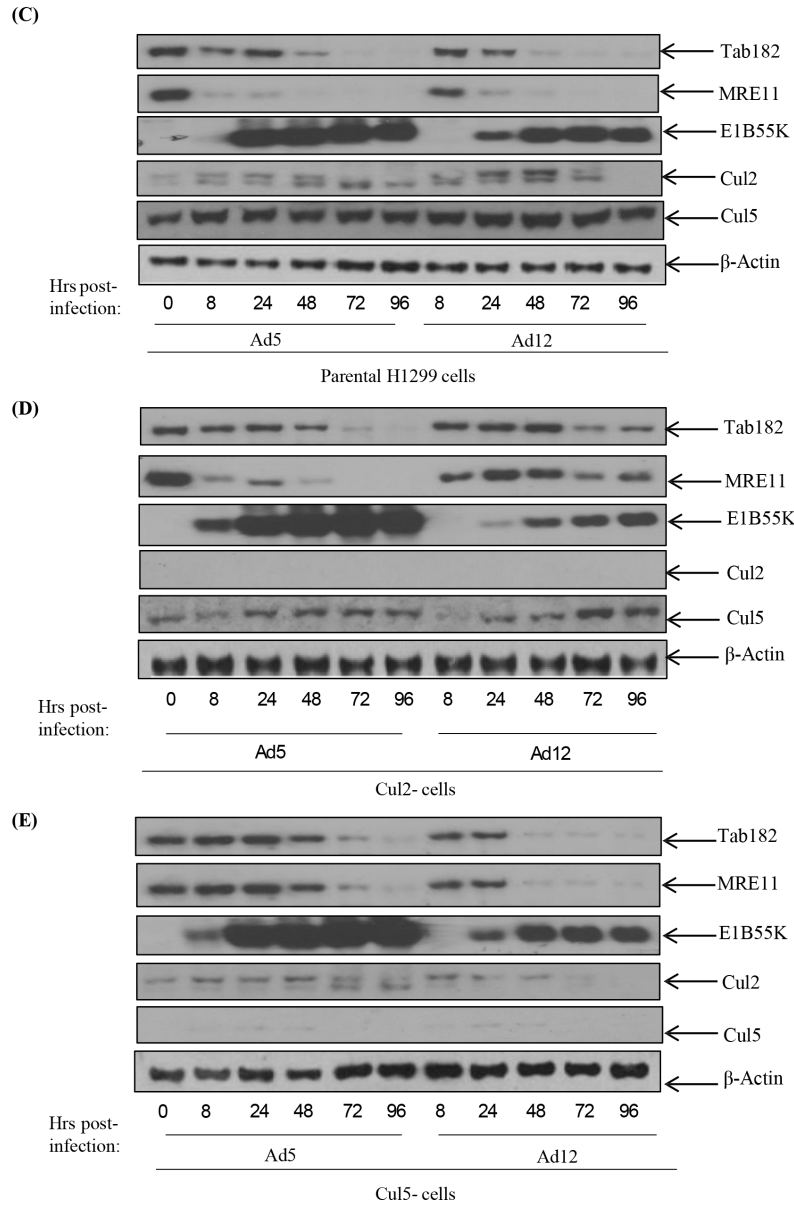 (C)
Tab182
MRE11
E1B55K
Cul2
Cul5
β-Actin
Hrs post-
infection:
0 8 24 48 72 96 8 24 48 72 96
Ad5 Ad12
Parental H1299 cells
(D)
Tab182
MRE11
E1B55K
Cul2
Cul5
β-Actin
Hrs post-
infection:
0 8 24 48 72 96 8 24 48 72 96
Ad5 Ad12
Cul2- cells
(E)
Tab182
MRE11
E1B55K
Cul2
Cul5
β-Actin
Hrs post-
infection:
0 8 24 48 72 96 8 24 48 72 96
Ad5 Ad12
Cul5- cells